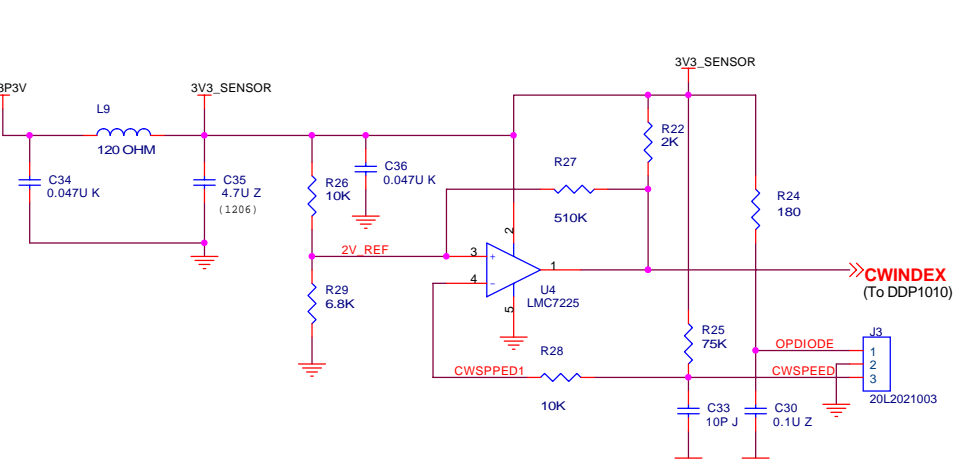 3P3V
3V3_SENSOR
3V3_SENSOR
L9
120 OHM
C34
0.047U K
C35
4.7U Z
(1206)
R26
10K
C36
0.047U K
R27
510K
R22
2K
R24
180
2V_REF
3
+
4
-
2
5
1
U4
LMC7225
CWINDEX
(To DDP1010)
R29
6.8K
R28
10K
CWSPPED1
R25
75K
OPDIODE
CWSPEED
J3
1
2
3
20L2021003
C33
10P J
C30
0.1U Z